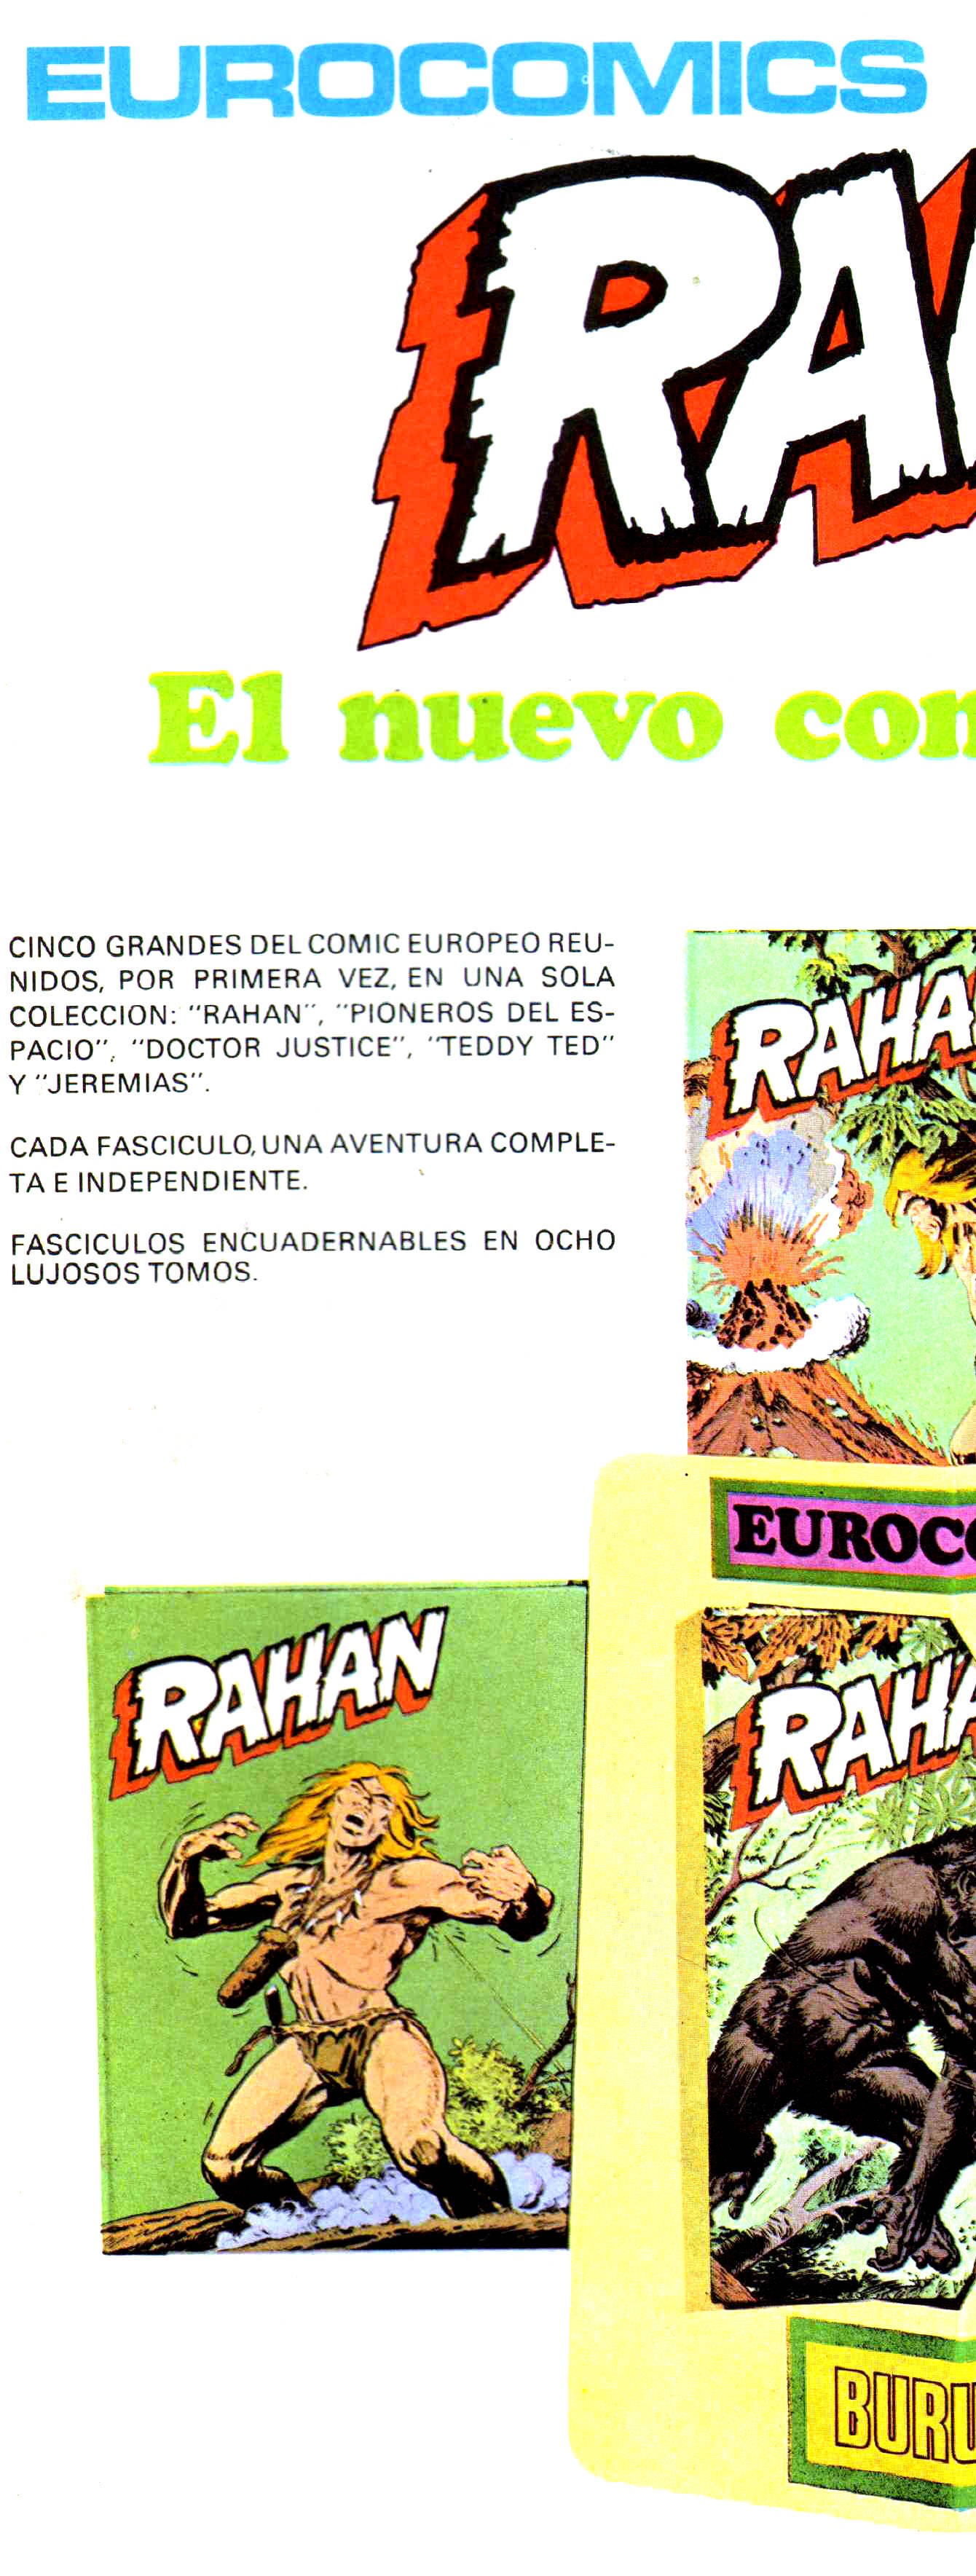 EUROCOMICS
RA
El nuevo con
CINCO GRANDES DEL COMIC EUROPEO REU-
NIDOS, POR PRIMERA VEZ, EN UNA SOLA
COLECCION: "RAHAN", "PIONEROS DEL ES-
PACIO", "DOCTOR JUSTICE", "TEDDY TED"
Y "JEREMIAS".
CADA FASCICULO, UNA AVENTURA COMPLE-
TA E INDEPENDIENTE.
FASCICULOS ENCUADERNABLES EN OCHO
LUJOSOS TOMOS.
RAHA
EUROCO
RAHAN
RAHA
BURU